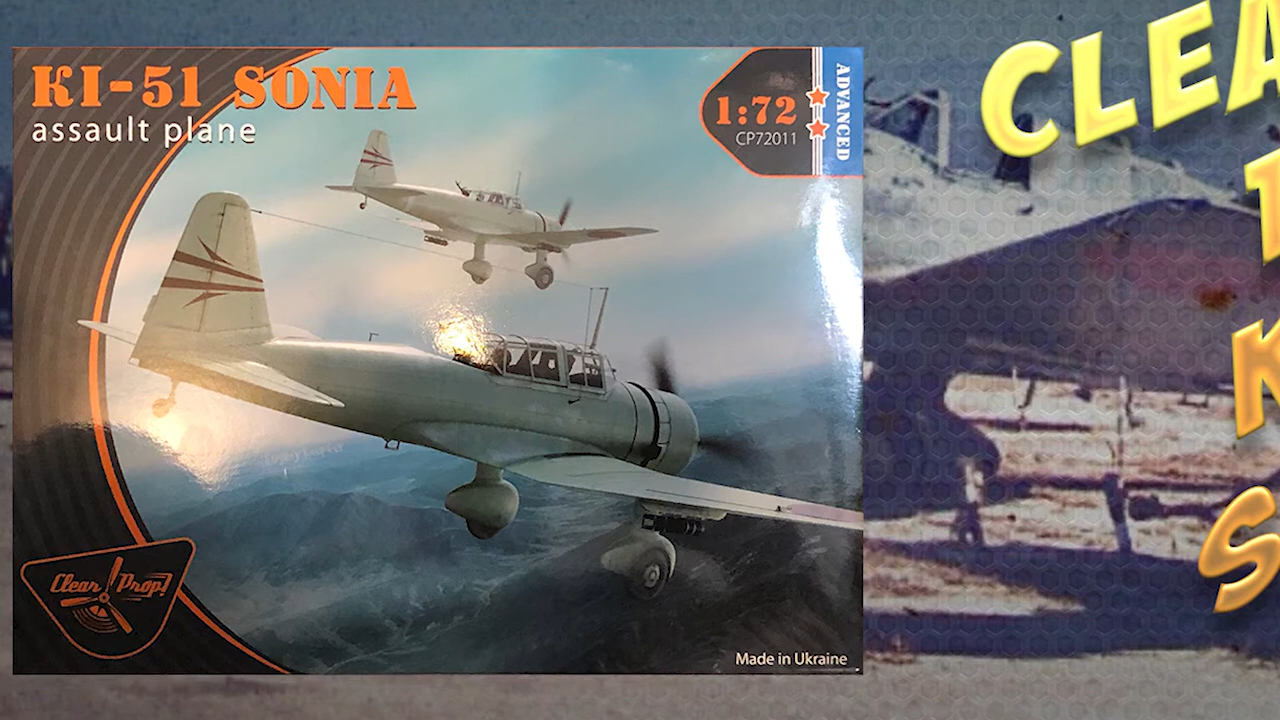 KI-51 SONIA
assault plane
1:72
CP72011
ADVANCED
Clear Prop!
Made in Ukraine
CLEA
K
S